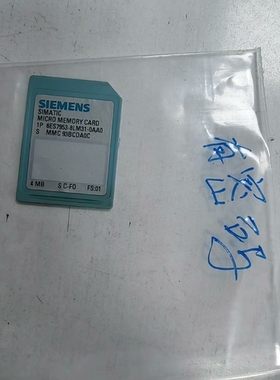 SIEMENS
SIMATIC
MICRO MEMORY CARD
1P 6ES7953-8LM31-0AA0
S MMC
4 MB S C-F0 FS:01